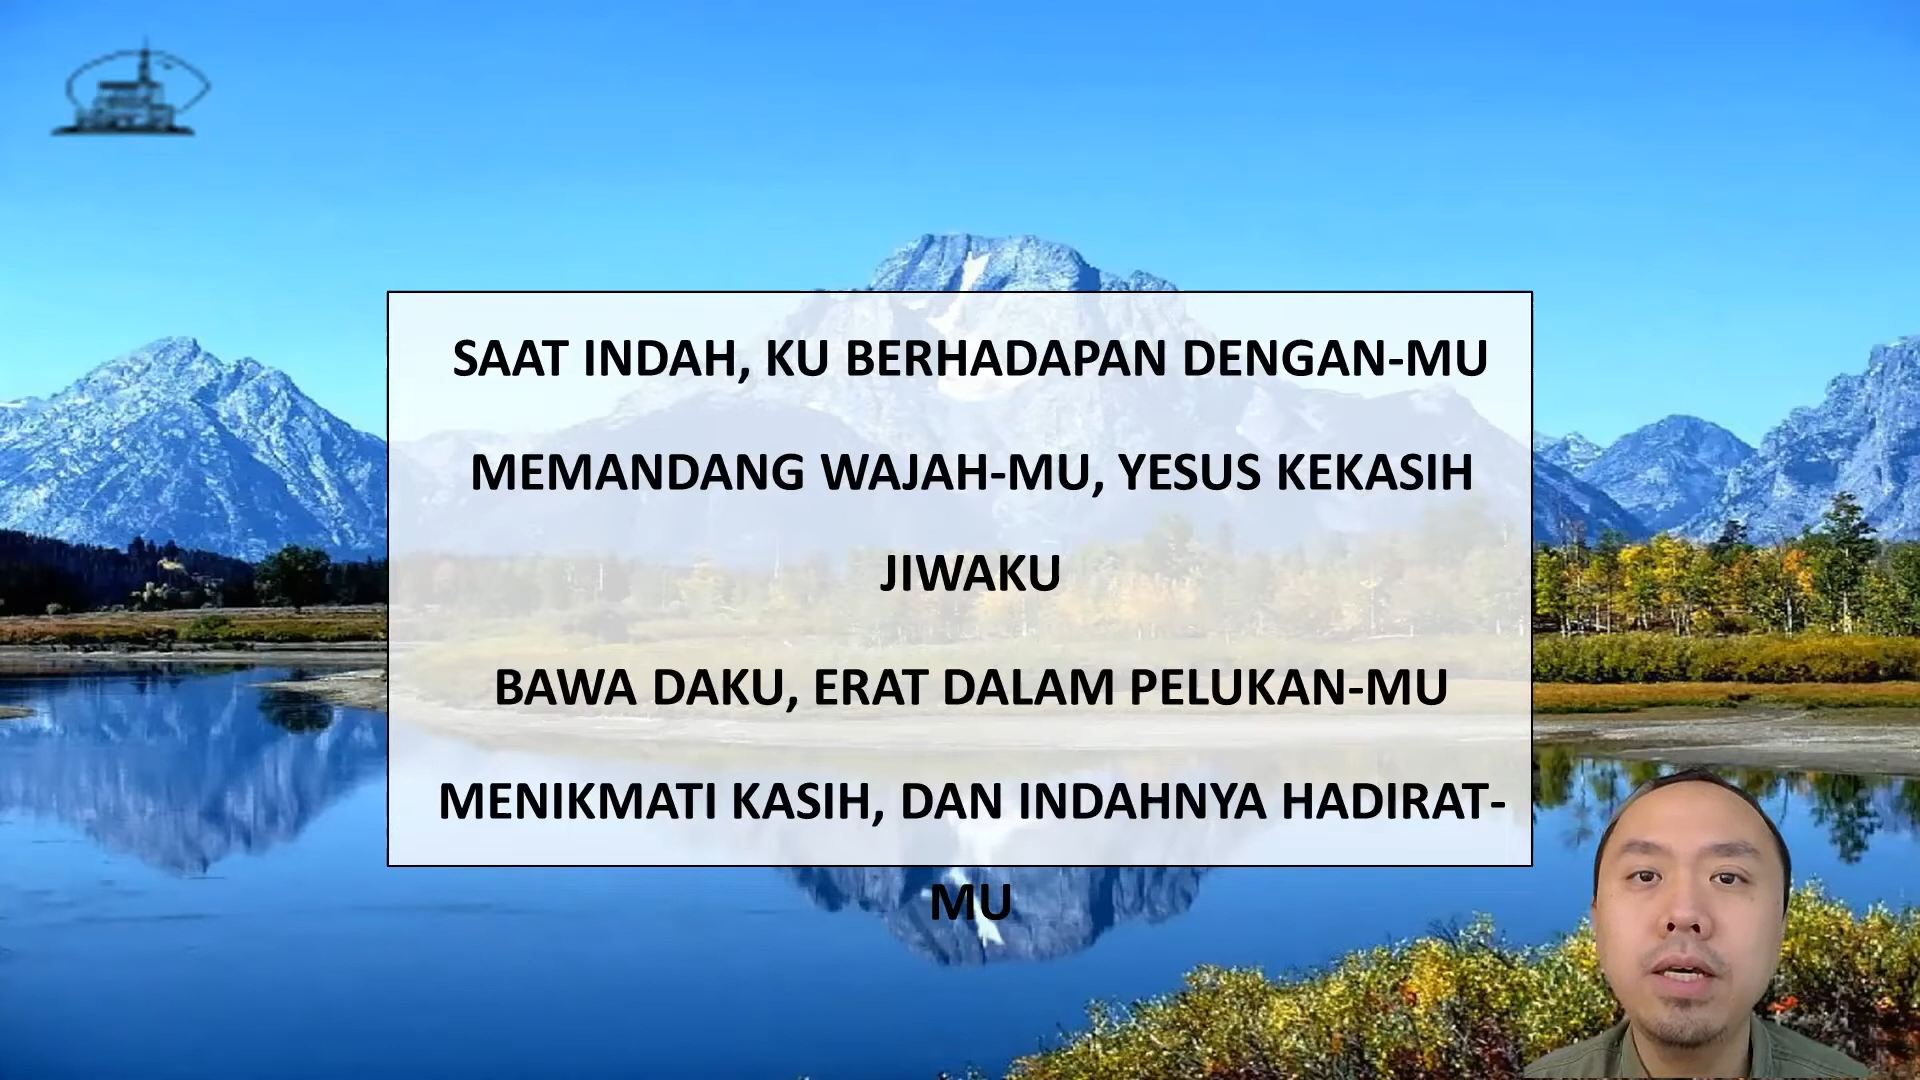 SAAT INDAH, KU BERHADAPAN DENGAN-MU
MEMANDANG WAJAH-MU, YESUS KEKASIH
JIWAKU
BAWA DAKU, ERAT DALAM PELUKAN-MU
MENIKMATI KASIH, DAN INDAHNYA HADIRAT-
MU